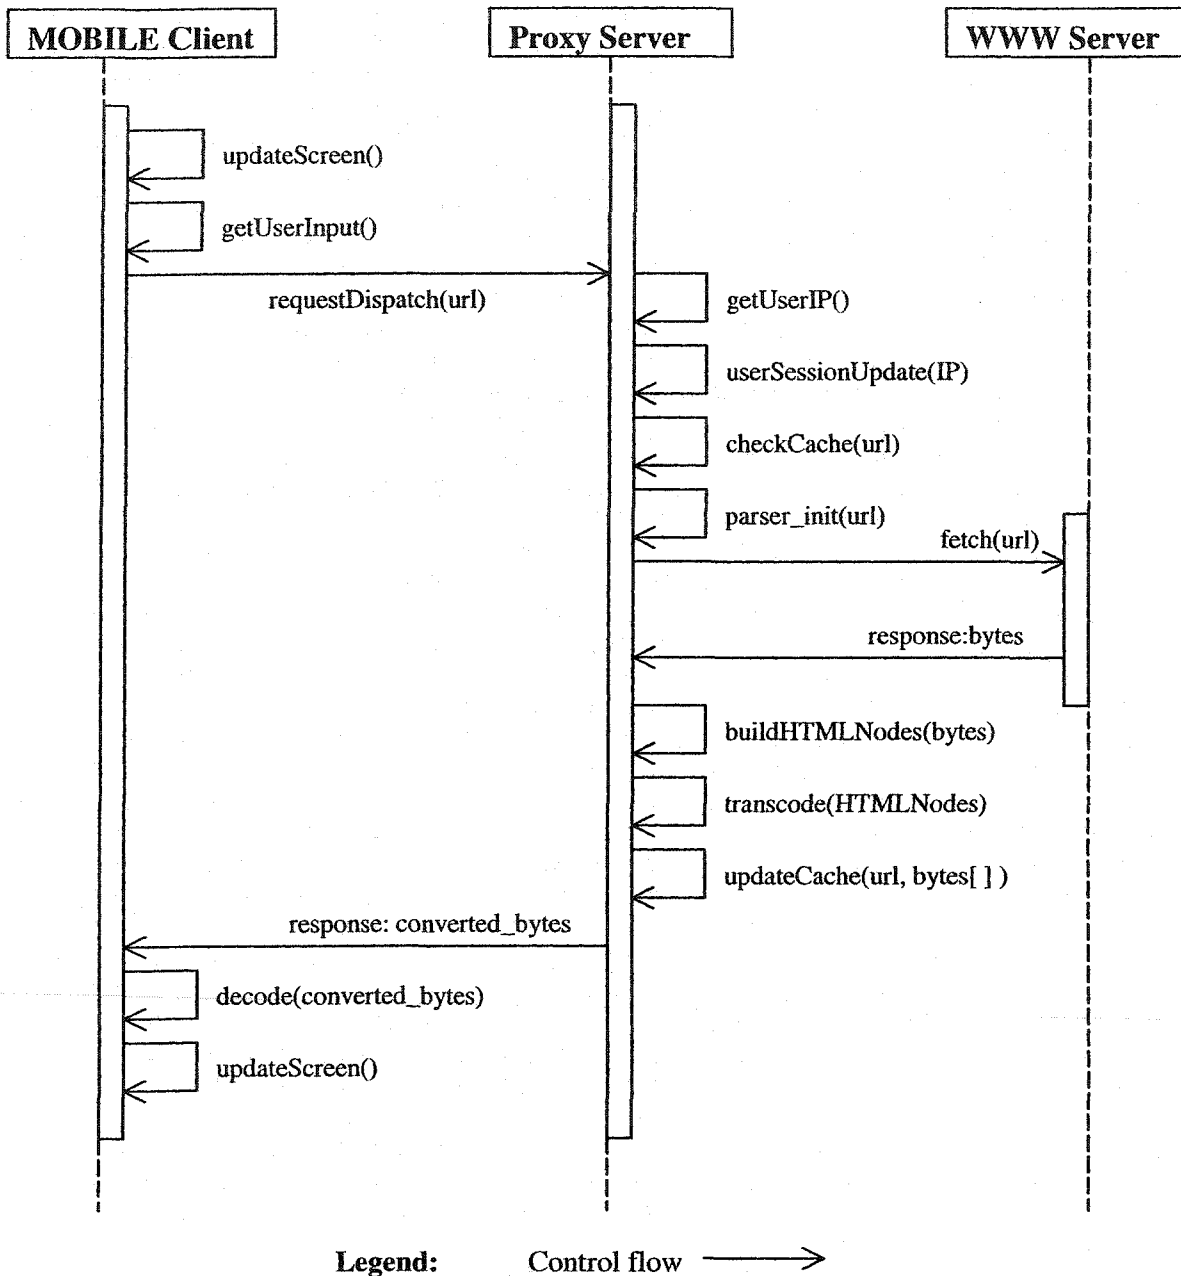 MOBILE Client
Proxy Server
WWW Server
updateScreen()
getUserInput()
requestDispatch(url)
getUserIP()
userSessionUpdate(IP)
checkCache(url)
parser_init(url)
fetch(url)
response:bytes
buildHTMLNodes(bytes)
transcode(HTMLNodes)
updateCache(url, bytes[ ] )
response: converted_bytes
decode(converted_bytes)
updateScreen()
Legend: Control flow